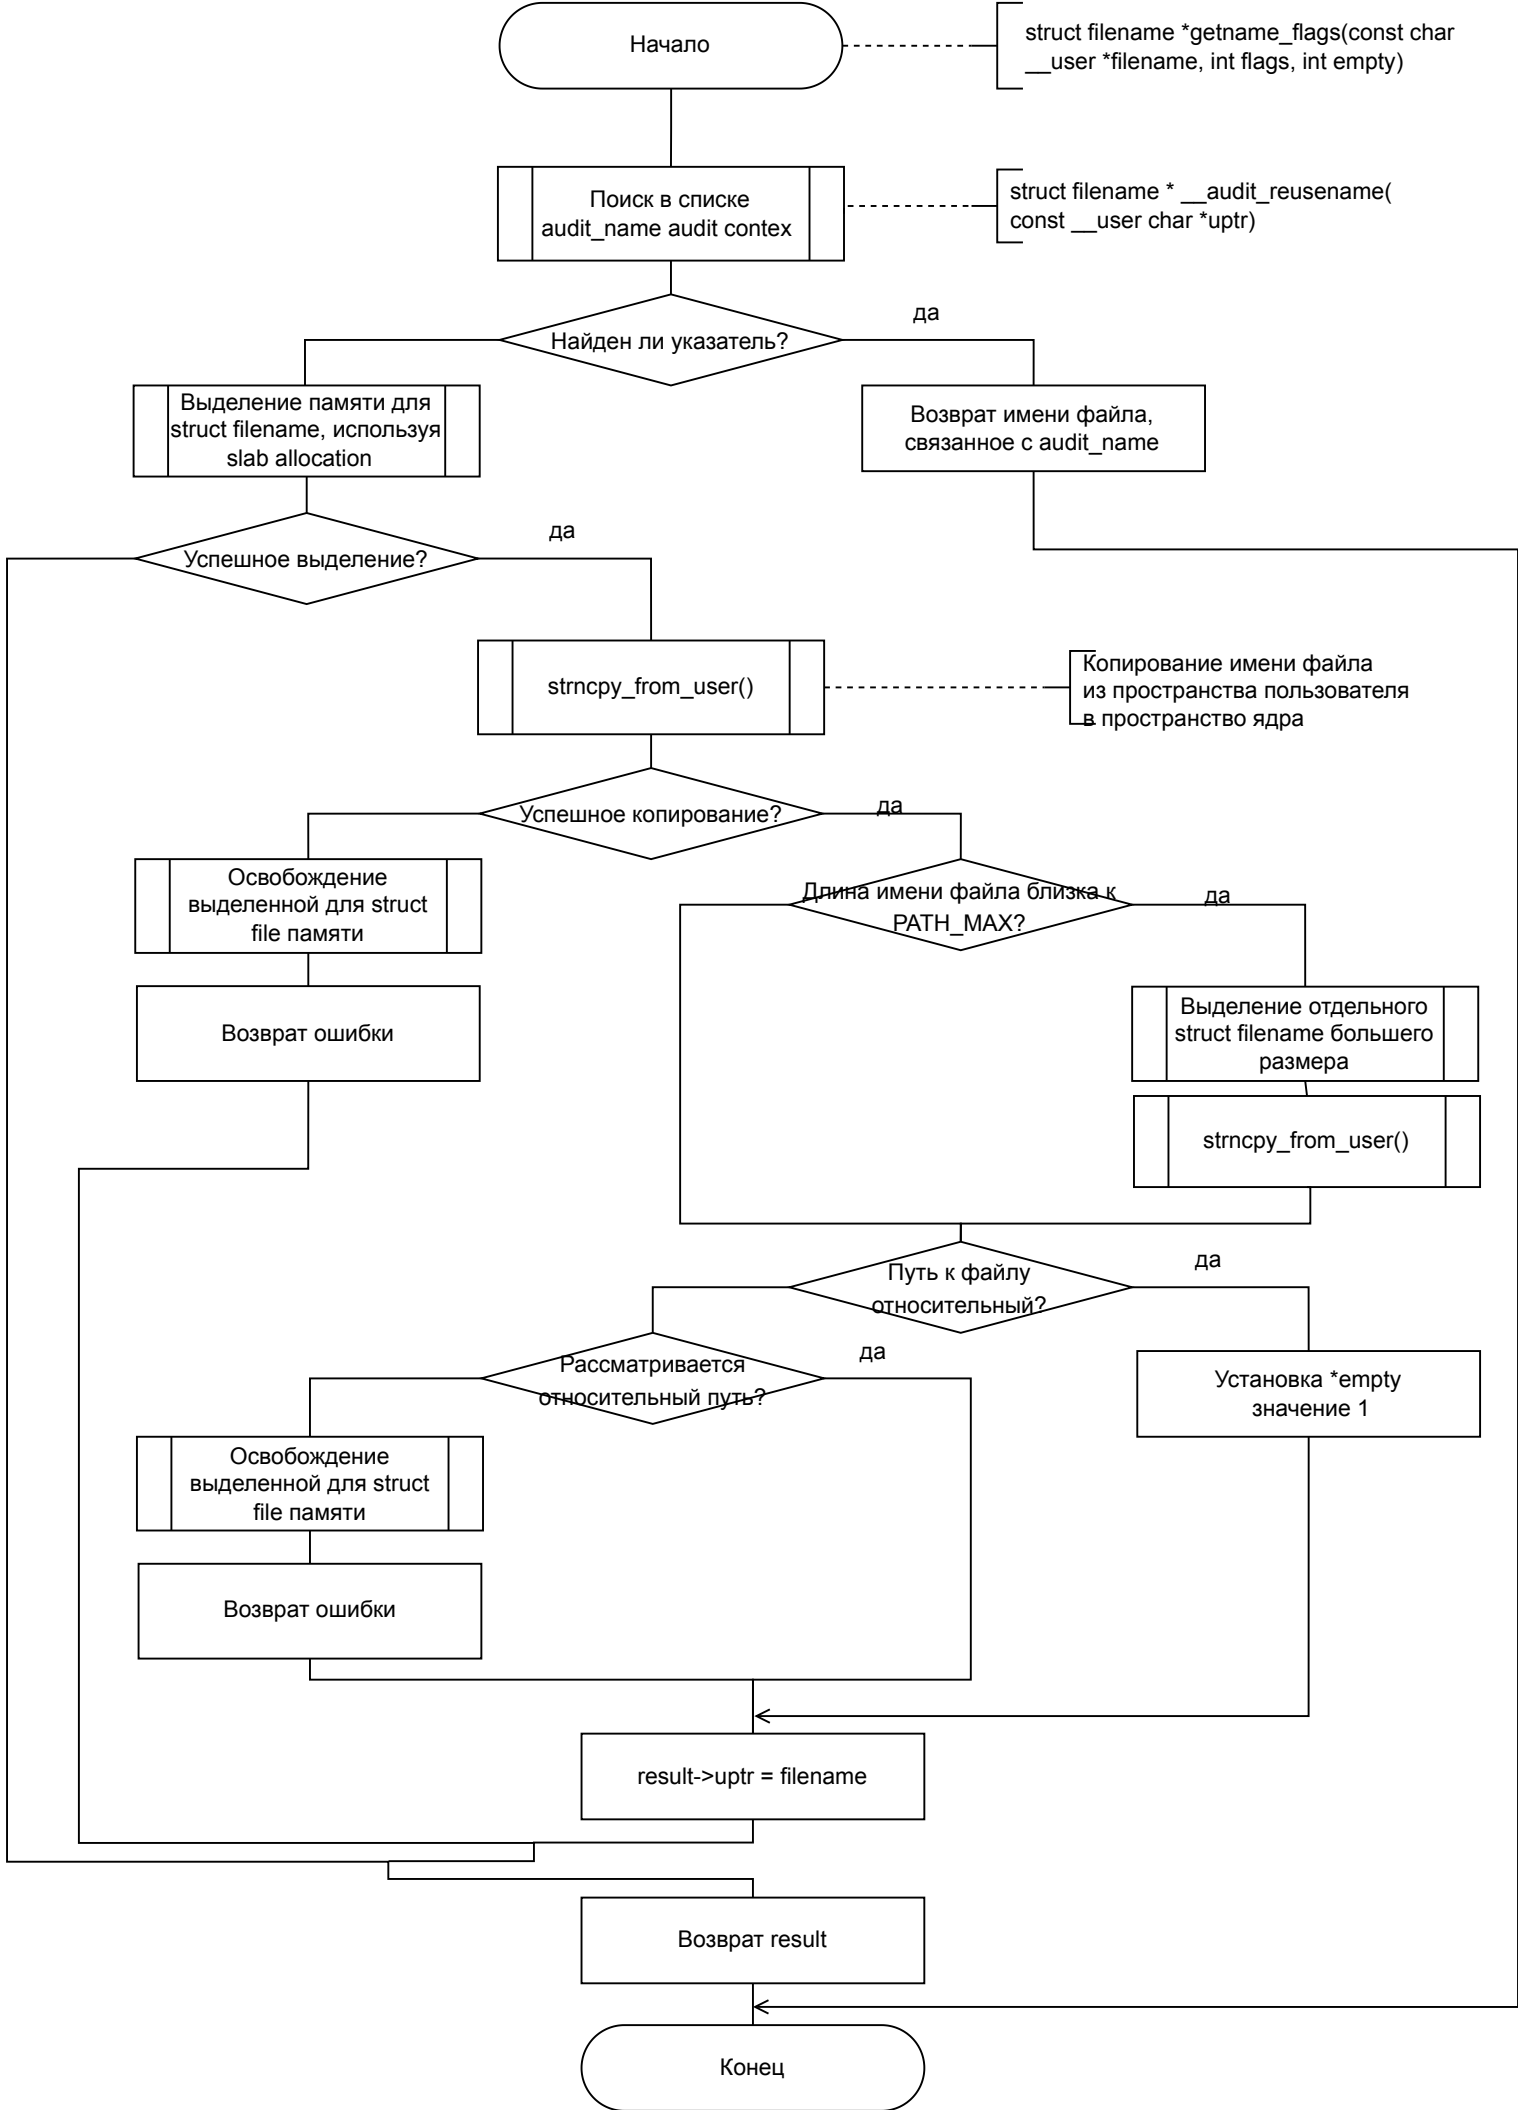 Начало
struct filename *getname_flags(const char
__user *filename, int flags, int empty)
Поиск в списке
audit_name audit contex
struct filename * __audit_reusename(
const __user char *uptr)
Найден ли указатель?
да
Выделение памяти для
struct filename, используя
slab allocation
Возврат имени файла,
связанное с audit_name
Успешное выделение?
да
strncpy_from_user()
Копирование имени файла
из пространства пользователя
в пространство ядра
Успешное копирование?
да
Освобождение
выделенной для struct
file памяти
Длина имени файла близка к
PATH_MAX?
да
Возврат ошибки
Выделение отдельного
struct filename большего
размера
strncpy_from_user()
Путь к файлу
относительный?
да
Рассматривается
относительный путь?
да
Установка *empty
значение 1
Освобождение
выделенной для struct
file памяти
Возврат ошибки
result->uptr = filename
Возврат result
Конец